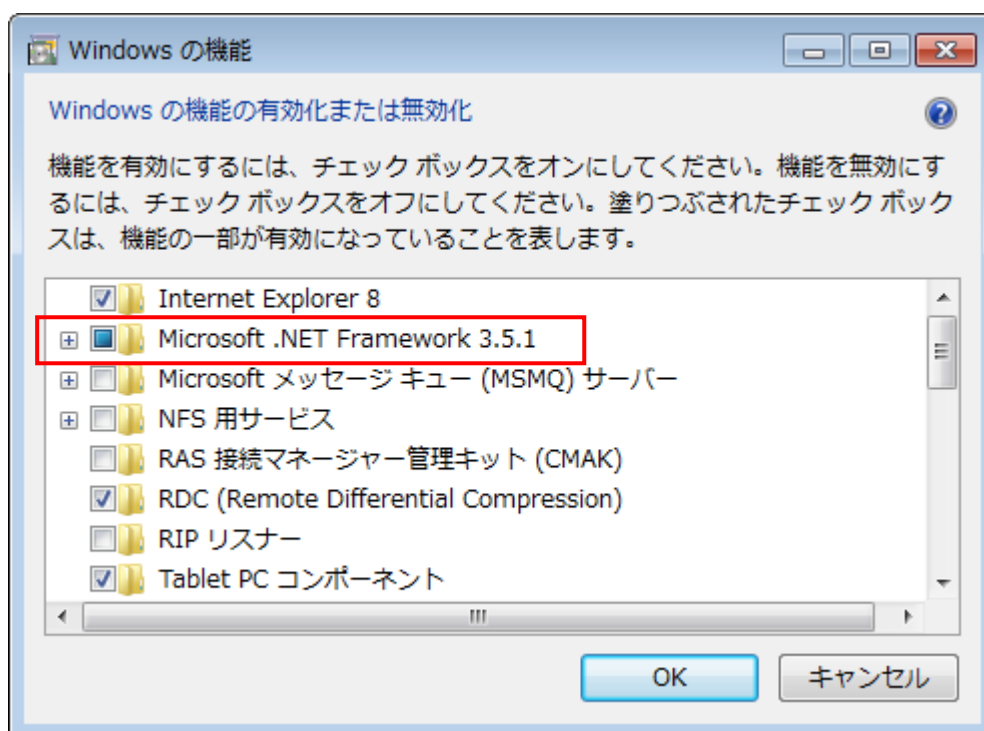 Windows の機能
Windows の機能の有効化または無効化
機能を有効にするには、チェック ボックスをオンにしてください。機能を無効にす
るには、チェック ボックスをオフにしてください。塗りつぶされたチェック ボック
スは、機能の一部が有効になっていることを表します。
Internet Explorer 8
Microsoft .NET Framework 3.5.1
Microsoft メッセージ キュー (MSMQ) サーバー
NFS 用サービス
RAS 接続マネージャー管理キット (CMAK)
RDC (Remote Differential Compression)
RIP リスナー
Tablet PC コンポーネント
OK キャンセル